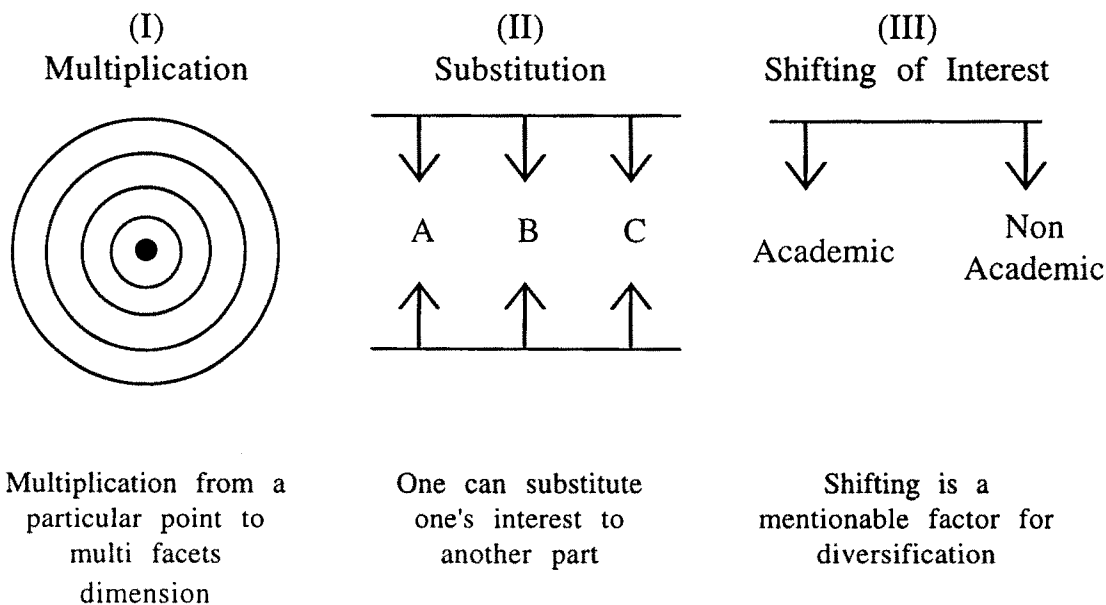 (I)
Multiplication
(II)
Substitution
(III)
Shifting of Interest
A
B
C
Academic
Non
Academic
Multiplication from a
particular point to
multi facets
dimension
One can substitute
one's interest to
another part
Shifting is a
mentionable factor for
diversification